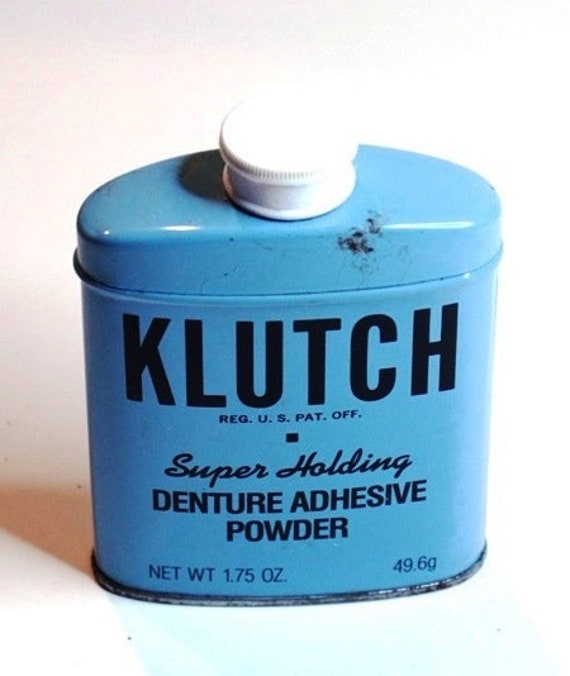 KLUTCH
REG. U. S. PAT. OFF.
Super Holding
DENTURE ADHESIVE
POWDER
NET WT 1.75 OZ. 49.6g